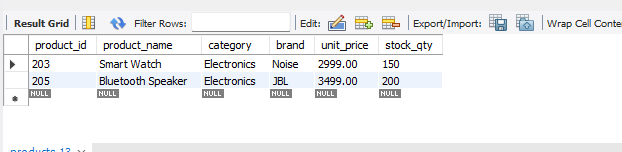 Result Grid Filter Rows: Edit: Export/Import: Wrap Cell Conte
product_id product_name category brand unit_price stock_qty
203 Smart Watch Electronics Noise 2999.00 150
205 Bluetooth Speaker Electronics JBL 3499.00 200
NULL NULL NULL NULL NULL NULL
products 13